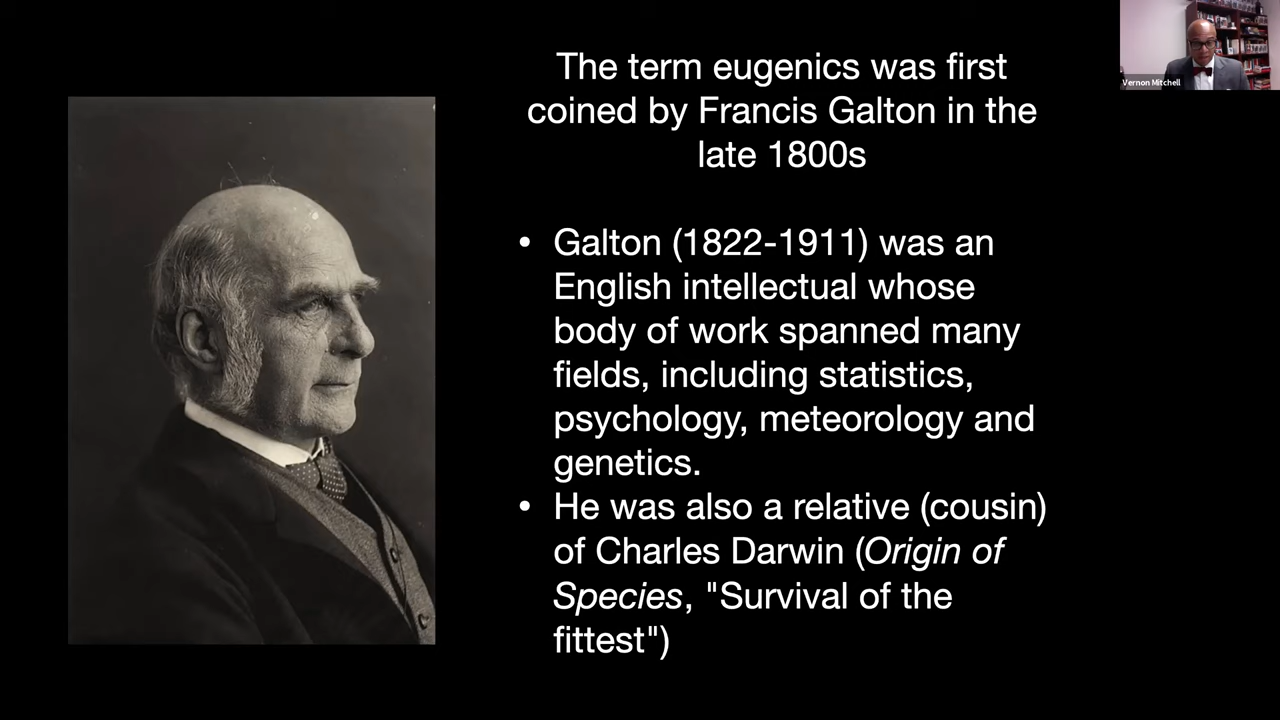 The term eugenics was first
coined by Francis Galton in the
late 1800s
• Galton (1822-1911) was an
English intellectual whose
body of work spanned many
fields, including statistics,
psychology, meteorology and
genetics.
• He was also a relative (cousin)
of Charles Darwin (Origin of
Species, "Survival of the
fittest")
Vernon Mitchell